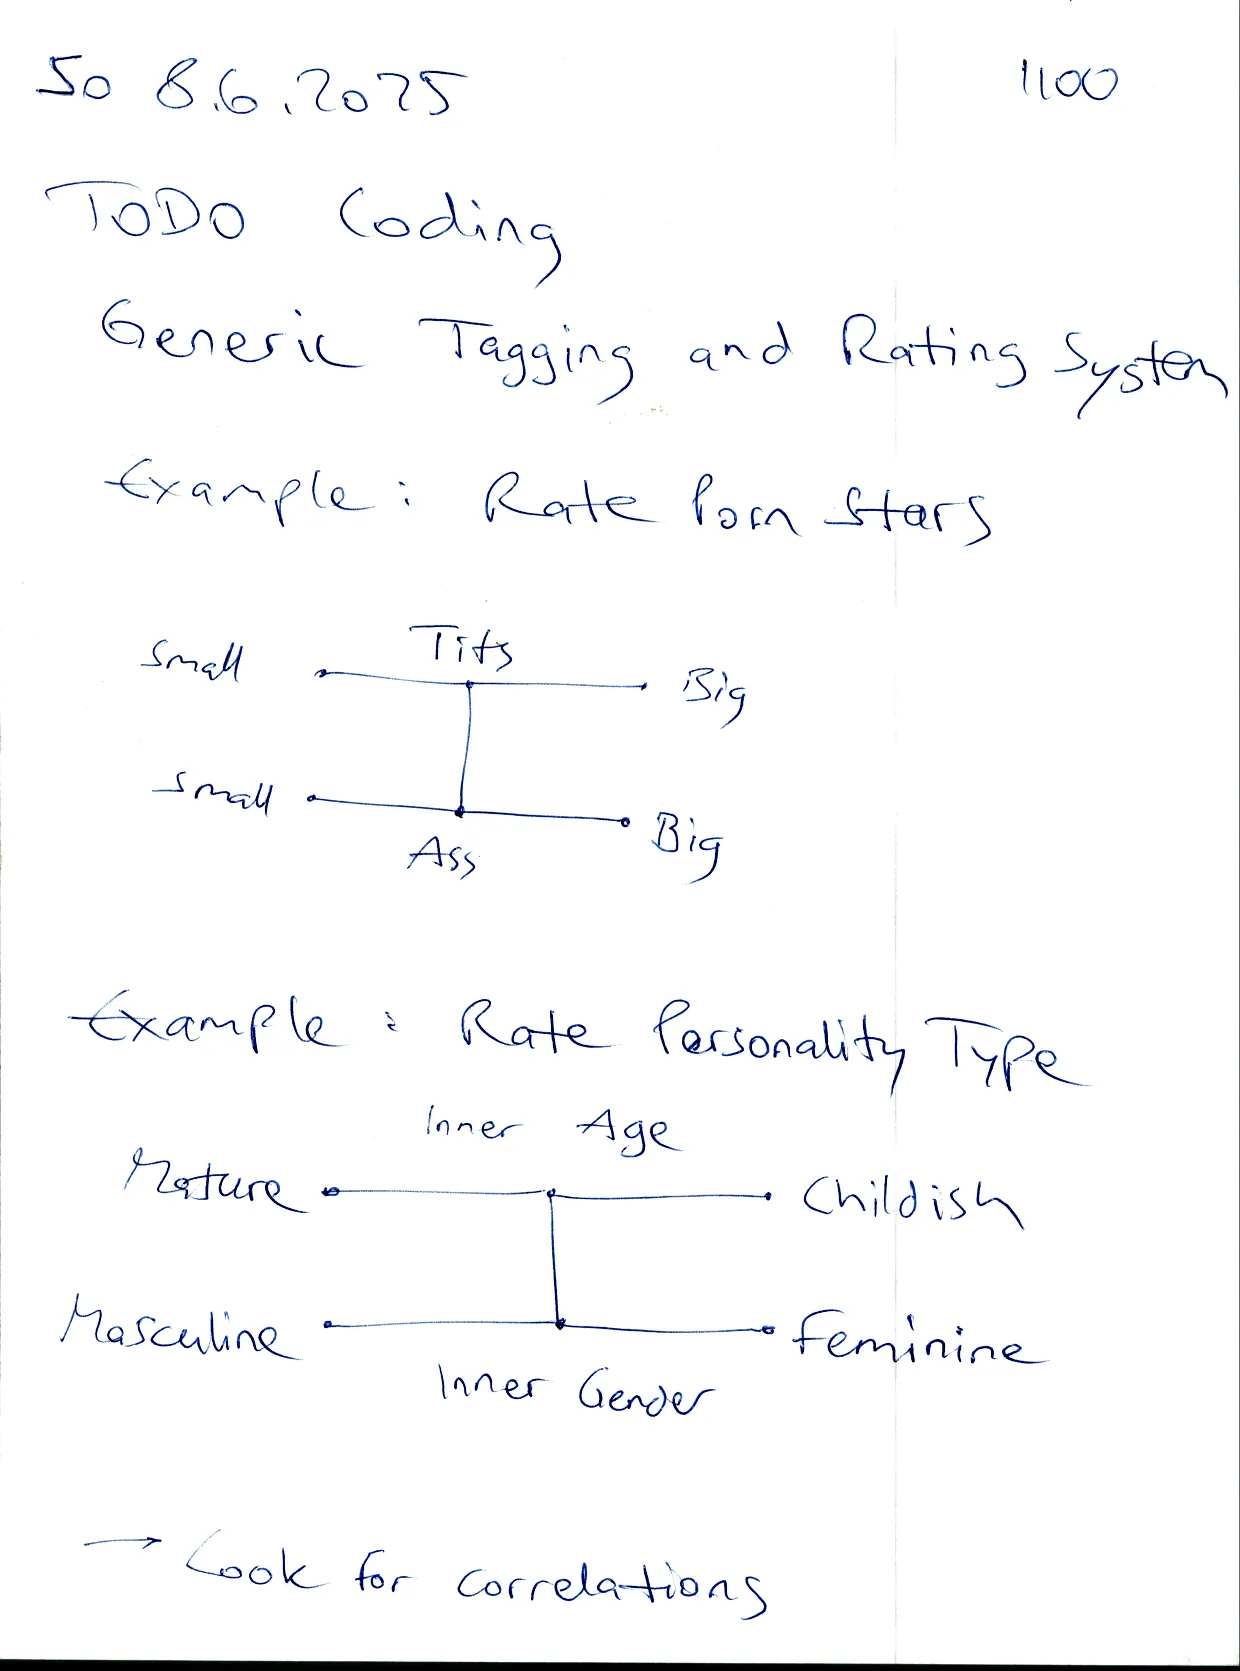 So 8.6.2025 1100
TODO Coding
Generic Tagging and Rating System
Example: Rate Porn Stars
Tits
Small Big
Small Big
Ass
Example: Rate Personality Type
Inner Age
Mature Childish
Masculine Feminine
Inner Gender
→ Look for correlations